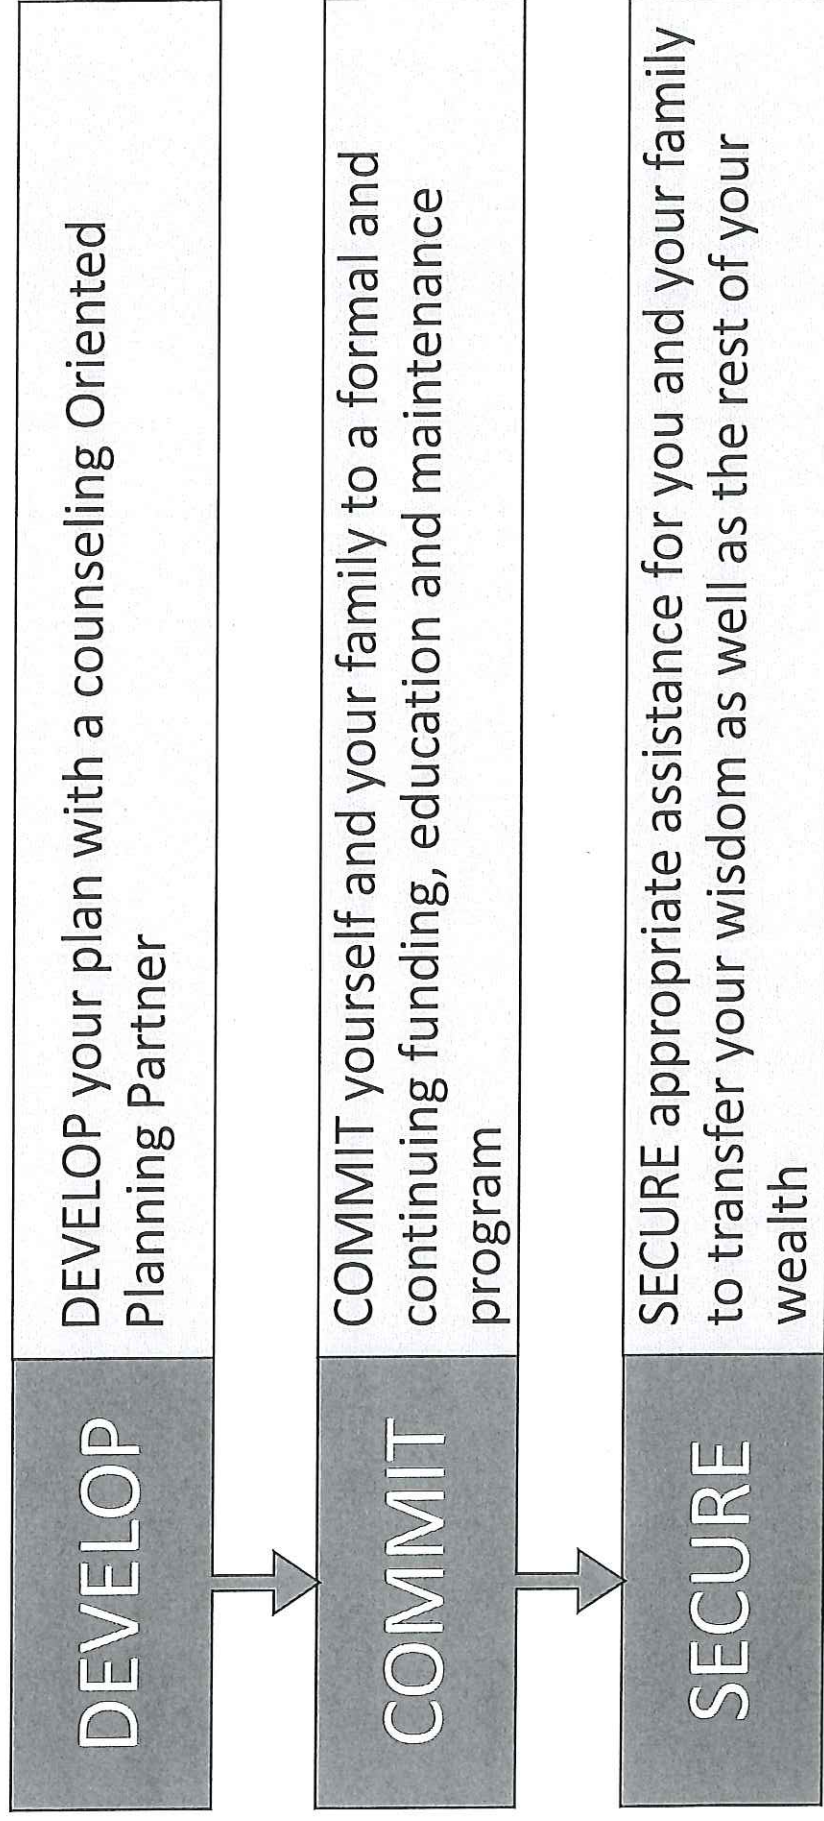 DEVELOP
DEVELOP your plan with a counseling Oriented
Planning Partner
COMMIT
COMMIT yourself and your family to a formal and
continuing funding, education and maintenance
program
SECURE
SECURE appropriate assistance for you and your family
to transfer your wisdom as well as the rest of your
wealth